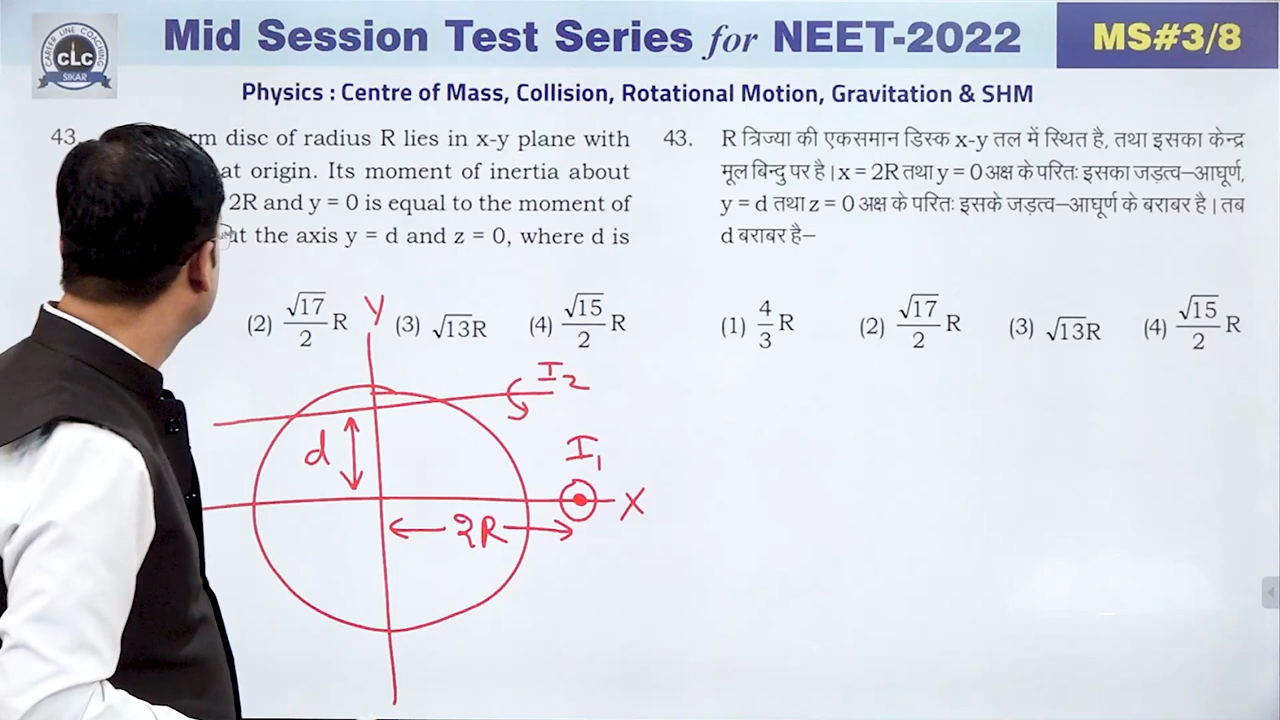 CAREER LINE COACHING
CLC
SIKAR
Mid Session Test Series for NEET-2022
MS#3/8
Physics : Centre of Mass, Collision, Rotational Motion, Gravitation & SHM
43.
disc of radius R lies in x-y plane with
at origin. Its moment of inertia about
2R and y = 0 is equal to the moment of
the axis y = d and z = 0, where d is
(2) √17/2 R (3) √13R (4) √15/2 R
43. R त्रिज्या की एकसमान डिस्क x-y तल में स्थित है, तथा इसका केन्द्र
मूल बिन्दु पर है। x = 2R तथा y = 0 अक्ष के परितः इसका जड़त्व–आघूर्ण,
y = d तथा z = 0 अक्ष के परितः इसके जड़त्व–आघूर्ण के बराबर है। तब
d बराबर है–
(1) 4/3 R (2) √17/2 R (3) √13R (4) √15/2 R
Y
I₂
d
I₁
X
2R